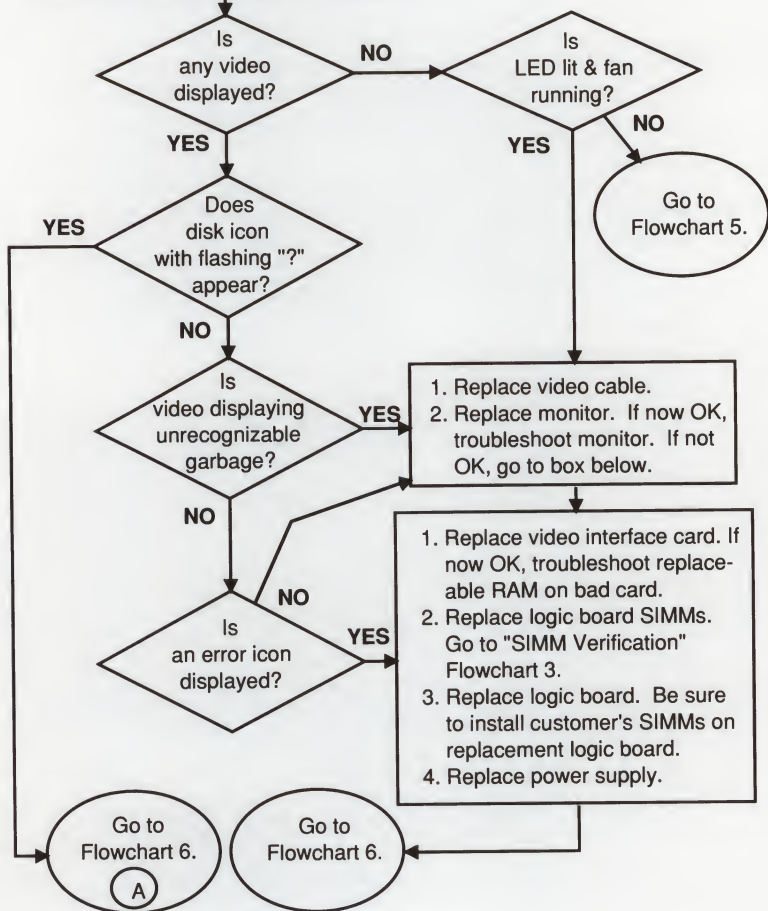 Is
any video
displayed?
NO
Is
LED lit & fan
running?
YES
NO
YES
Go to
Flowchart 5.
YES
Does
disk icon
with flashing "?"
appear?
NO
Is
video displaying
unrecognizable
garbage?
YES
1. Replace video cable.
2. Replace monitor. If now OK,
troubleshoot monitor. If not
OK, go to box below.
NO
1. Replace video interface card. If
now OK, troubleshoot replace-
able RAM on bad card.
2. Replace logic board SIMMs.
Go to "SIMM Verification"
Flowchart 3.
3. Replace logic board. Be sure
to install customer's SIMMs on
replacement logic board.
4. Replace power supply.
NO
Is
an error icon
displayed?
YES
Go to
Flowchart 6.
A
Go to
Flowchart 6.